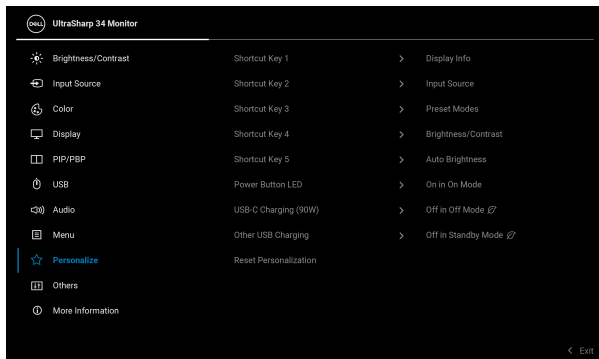 DELL UltraSharp 34 Monitor
Brightness/Contrast Shortcut Key 1 > Display Info
Input Source Shortcut Key 2 > Input Source
Color Shortcut Key 3 > Preset Modes
Display Shortcut Key 4 > Brightness/Contrast
PIP/PBP Shortcut Key 5 > Auto Brightness
USB Power Button LED > On in On Mode
Audio USB-C Charging (90W) > Off in Off Mode
Menu Other USB Charging > Off in Standby Mode
Personalize Reset Personalization
Others
More Information
< Exit